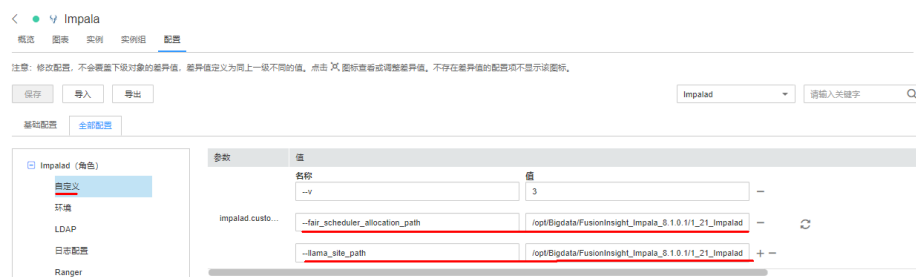 Impala
概览 图表 实例 实例组 配置
注意：修改配置，不会覆盖下级对象的差异值，差异值定义为同上一级不同的值。点击 图标查看或调整差异值。不存在差异值的配置项不显示该图标。
保存 导入 导出 Impalad 请输入关键字
基础配置 全部配置
Impalad（角色） 参数 值
自定义 名称 值
--v 3
环境
LDAP impalad.custo... --fair_scheduler_allocation_path /opt/Bigdata/FusionInsight_Impala_8.1.0.1/1_21_Impalad
日志配置 --llama_site_path /opt/Bigdata/FusionInsight_Impala_8.1.0.1/1_21_Impalad
Ranger